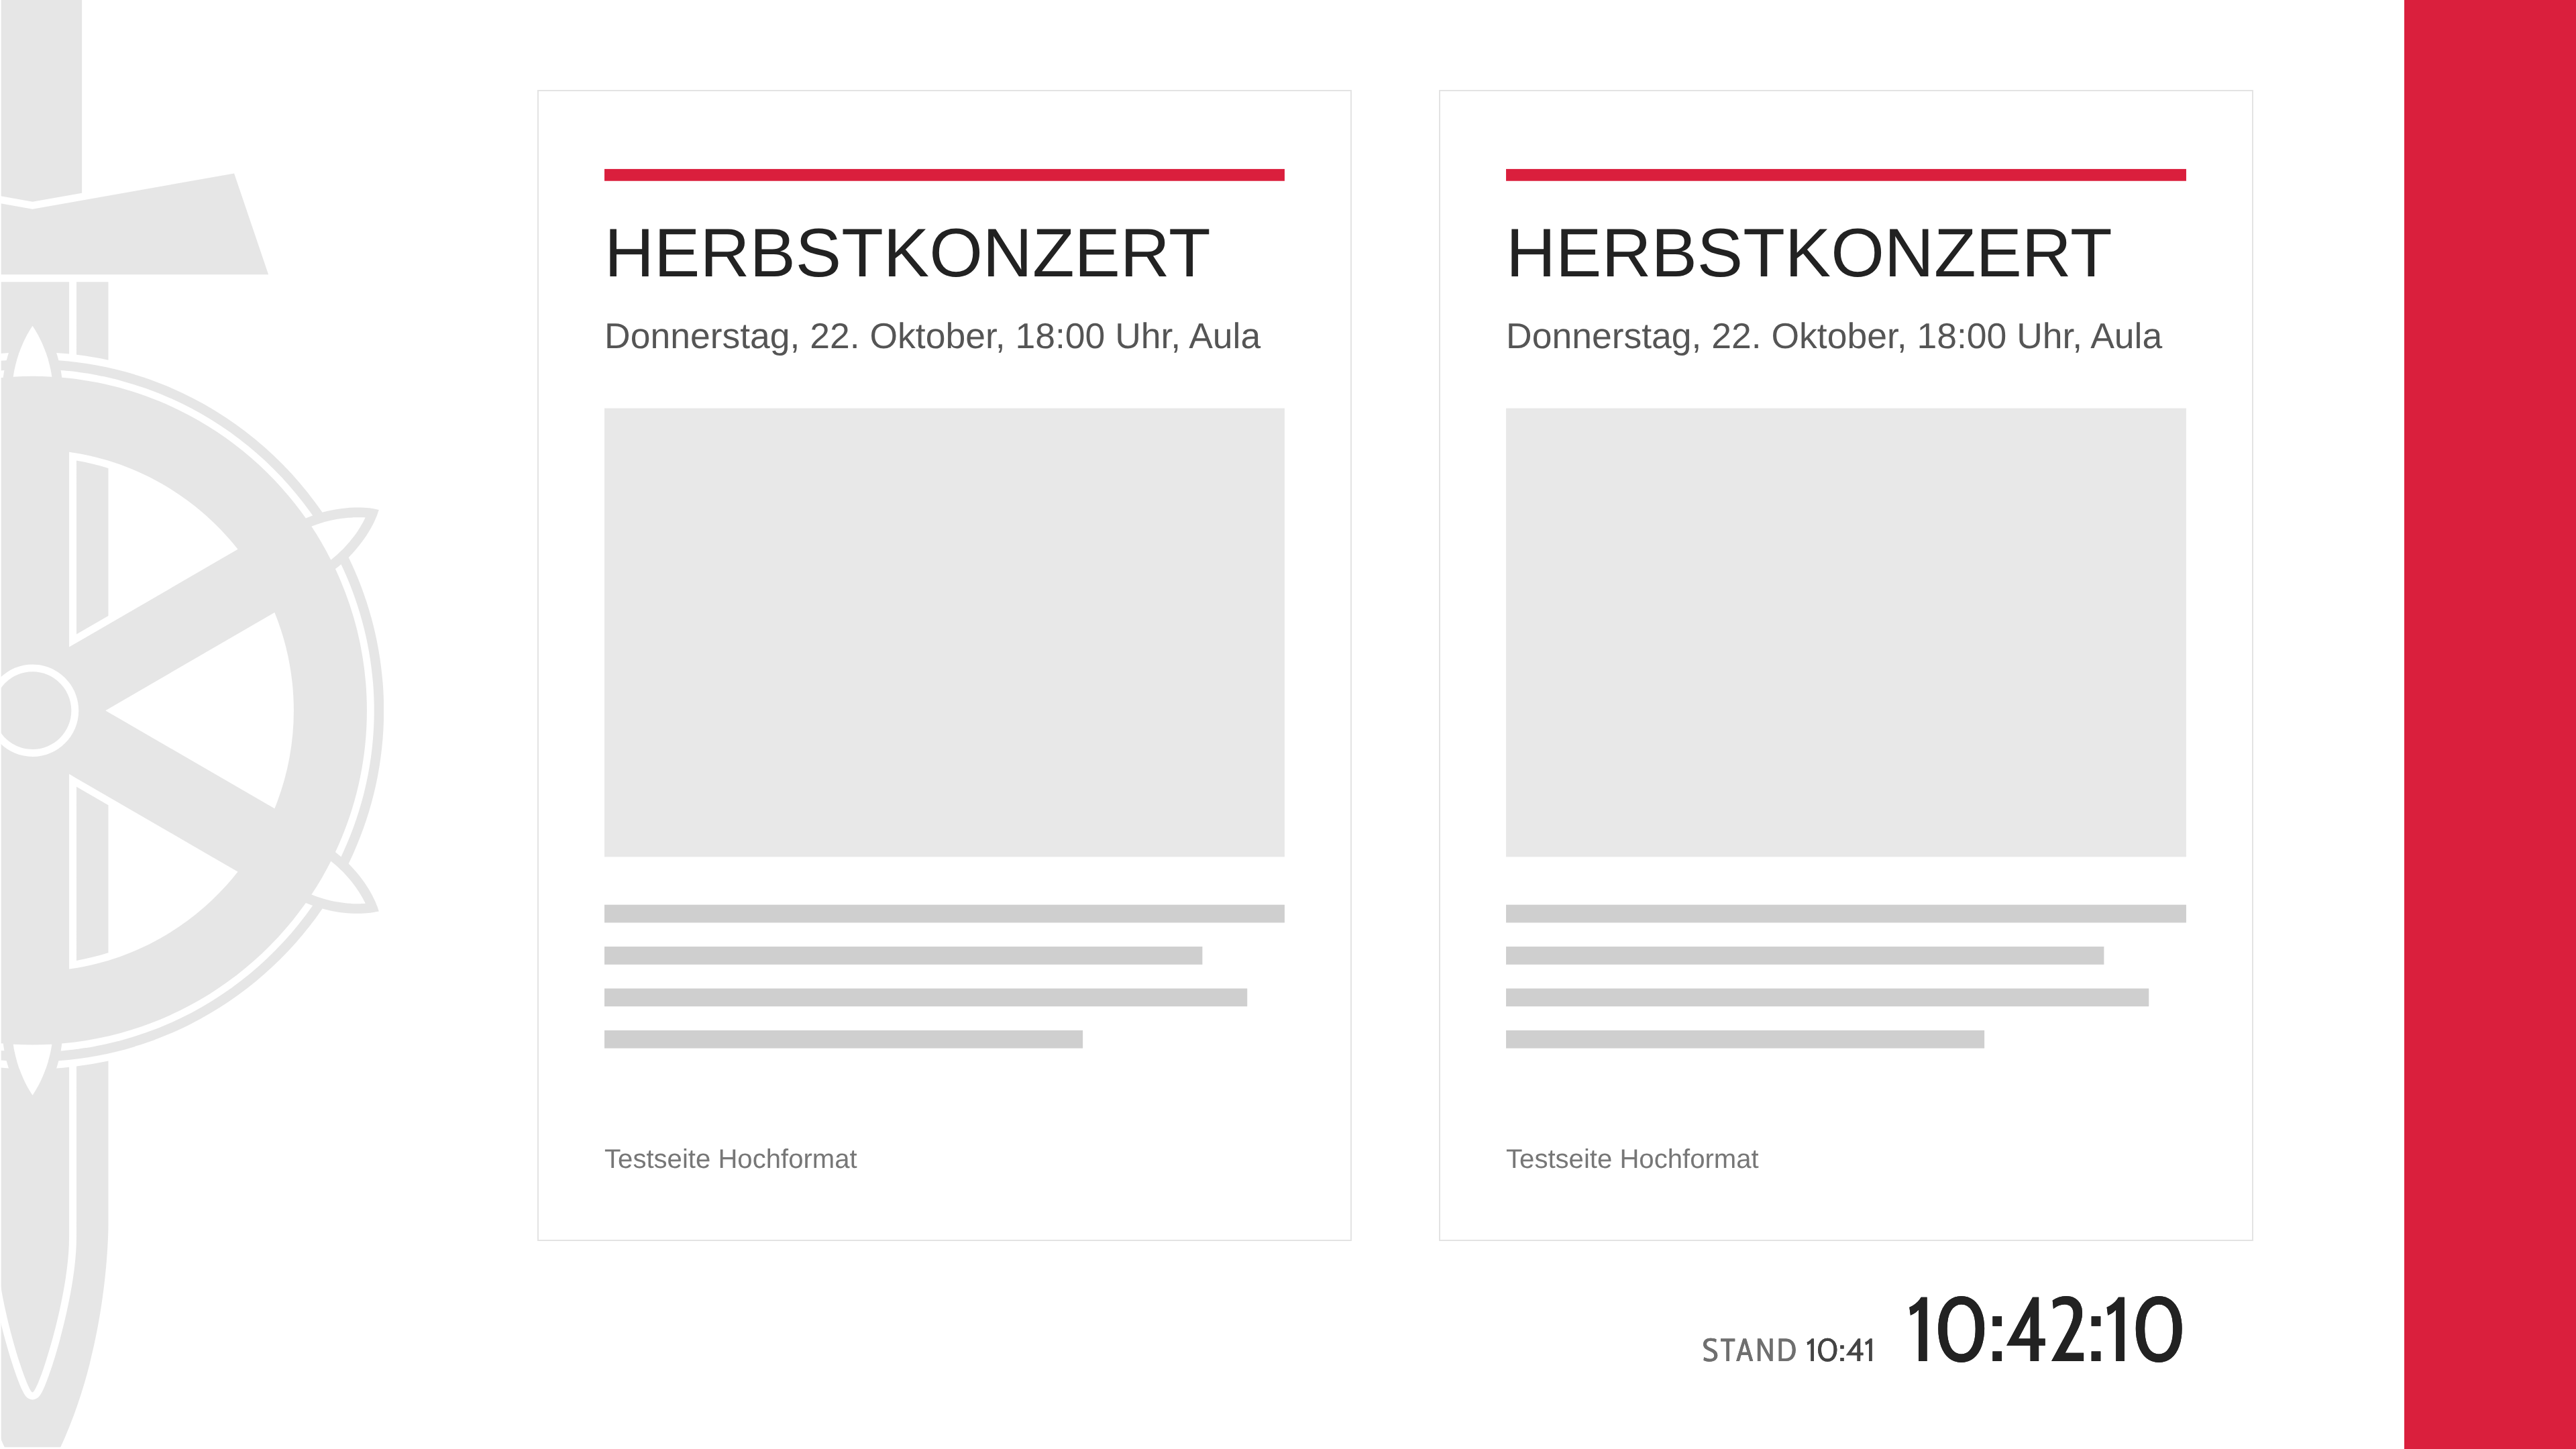 HERBSTKONZERT
Donnerstag, 22. Oktober, 18:00 Uhr, Aula
Testseite Hochformat
HERBSTKONZERT
Donnerstag, 22. Oktober, 18:00 Uhr, Aula
Testseite Hochformat
STAND 10:41 10:42:10